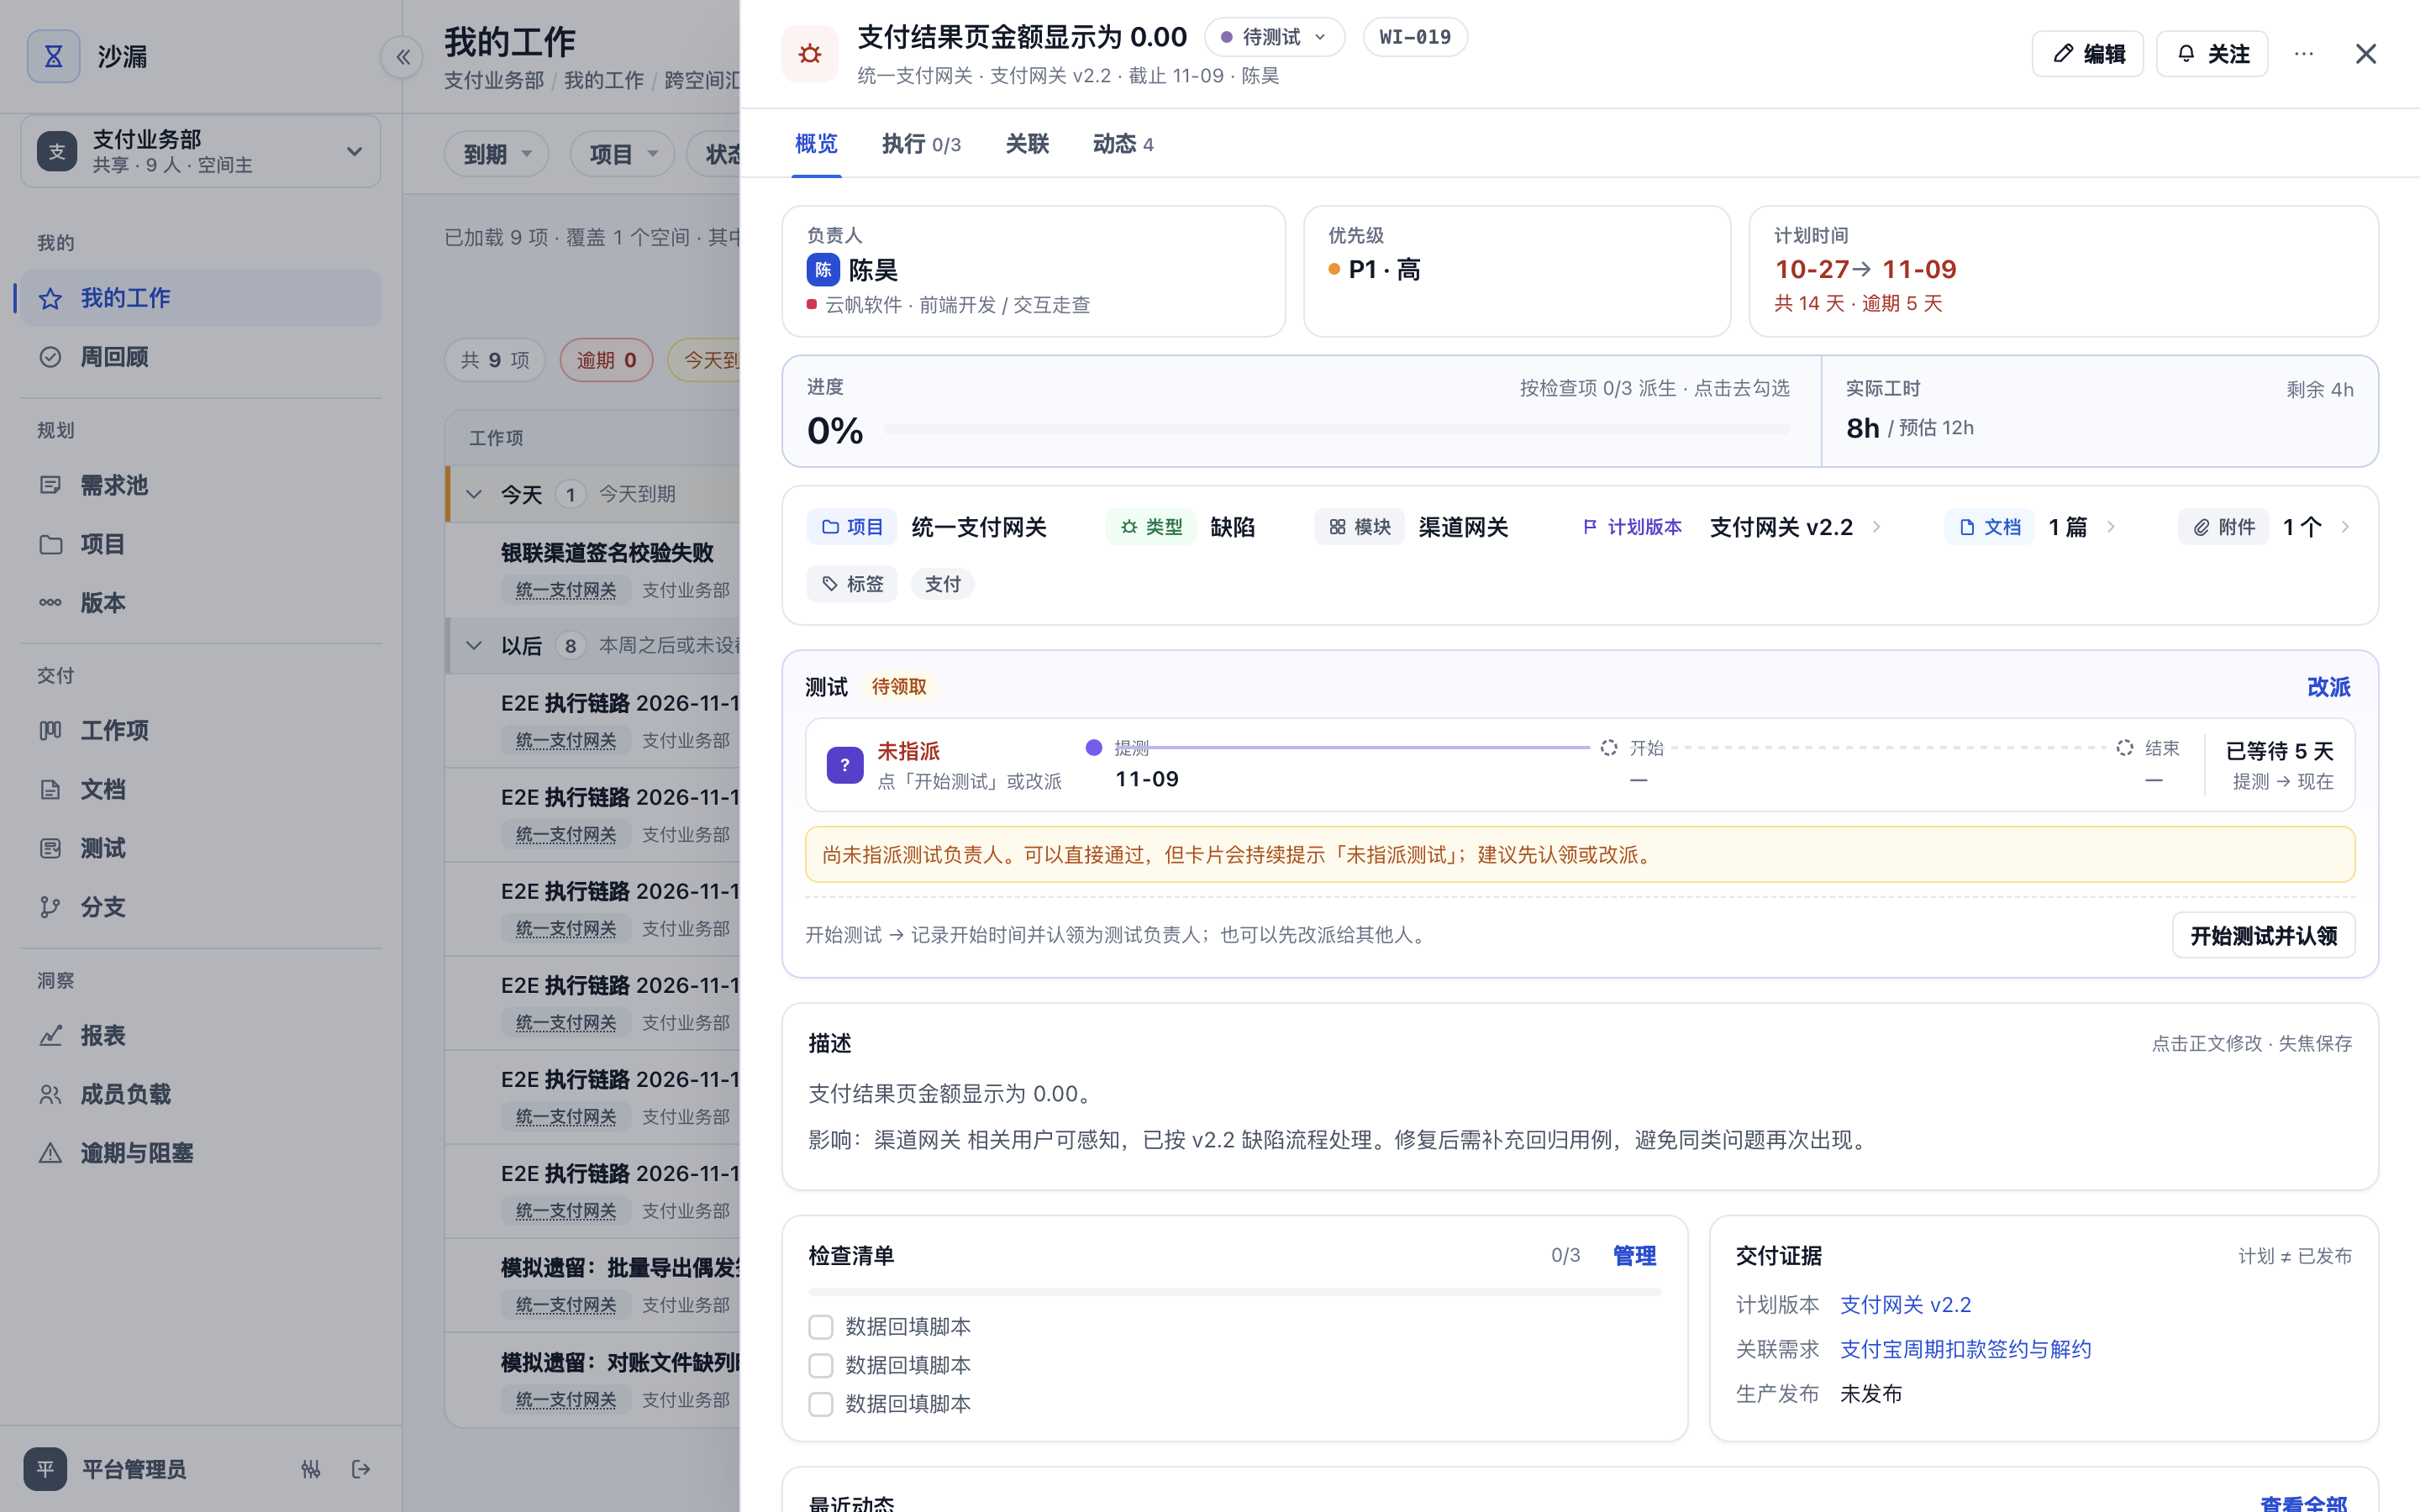 沙漏
支付业务部
共享 · 9 人 · 空间主
我的
我的工作
周回顾
规划
需求池
项目
版本
交付
工作项
文档
测试
分支
洞察
报表
成员负载
逾期与阻塞
平 平台管理员
我的工作
支付业务部 / 我的工作 / 跨空间汇
到期 项目 状态
已加载 9 项 · 覆盖 1 个空间 · 其中
共 9 项 逾期 0 今天到
工作项
今天 1 今天到期
银联渠道签名校验失败
统一支付网关 支付业务部
以后 8 本周之后或未设
E2E 执行链路 2026-11-1
统一支付网关 支付业务部
E2E 执行链路 2026-11-1
统一支付网关 支付业务部
E2E 执行链路 2026-11-1
统一支付网关 支付业务部
E2E 执行链路 2026-11-1
统一支付网关 支付业务部
E2E 执行链路 2026-11-1
统一支付网关 支付业务部
E2E 执行链路 2026-11-1
统一支付网关 支付业务部
模拟遗留：批量导出偶发
统一支付网关 支付业务部
模拟遗留：对账文件缺列
统一支付网关 支付业务部
支付结果页金额显示为 0.00 待测试 WI-019
统一支付网关 · 支付网关 v2.2 · 截止 11-09 · 陈昊
编辑 关注 ···
概览 执行 0/3 关联 动态 4
负责人
陈 陈昊
云帆软件 · 前端开发 / 交互走查
优先级
P1 · 高
计划时间
10-27→ 11-09
共 14 天 · 逾期 5 天
进度 按检查项 0/3 派生 · 点击去勾选
0%
实际工时 剩余 4h
8h / 预估 12h
项目 统一支付网关 类型 缺陷 模块 渠道网关 计划版本 支付网关 v2.2 文档 1 篇 附件 1 个
标签 支付
测试 待领取 改派
? 未指派
点「开始测试」或改派
提测 开始 结束
11-09 — —
已等待 5 天
提测 → 现在
尚未指派测试负责人。可以直接通过，但卡片会持续提示「未指派测试」；建议先认领或改派。
开始测试 → 记录开始时间并认领为测试负责人；也可以先改派给其他人。 开始测试并认领
描述 点击正文修改 · 失焦保存
支付结果页金额显示为 0.00。
影响：渠道网关 相关用户可感知，已按 v2.2 缺陷流程处理。修复后需补充回归用例，避免同类问题再次出现。
检查清单 0/3 管理
数据回填脚本
数据回填脚本
数据回填脚本
交付证据 计划 ≠ 已发布
计划版本 支付网关 v2.2
关联需求 支付宝周期扣款签约与解约
生产发布 未发布
最近动态 查看全部